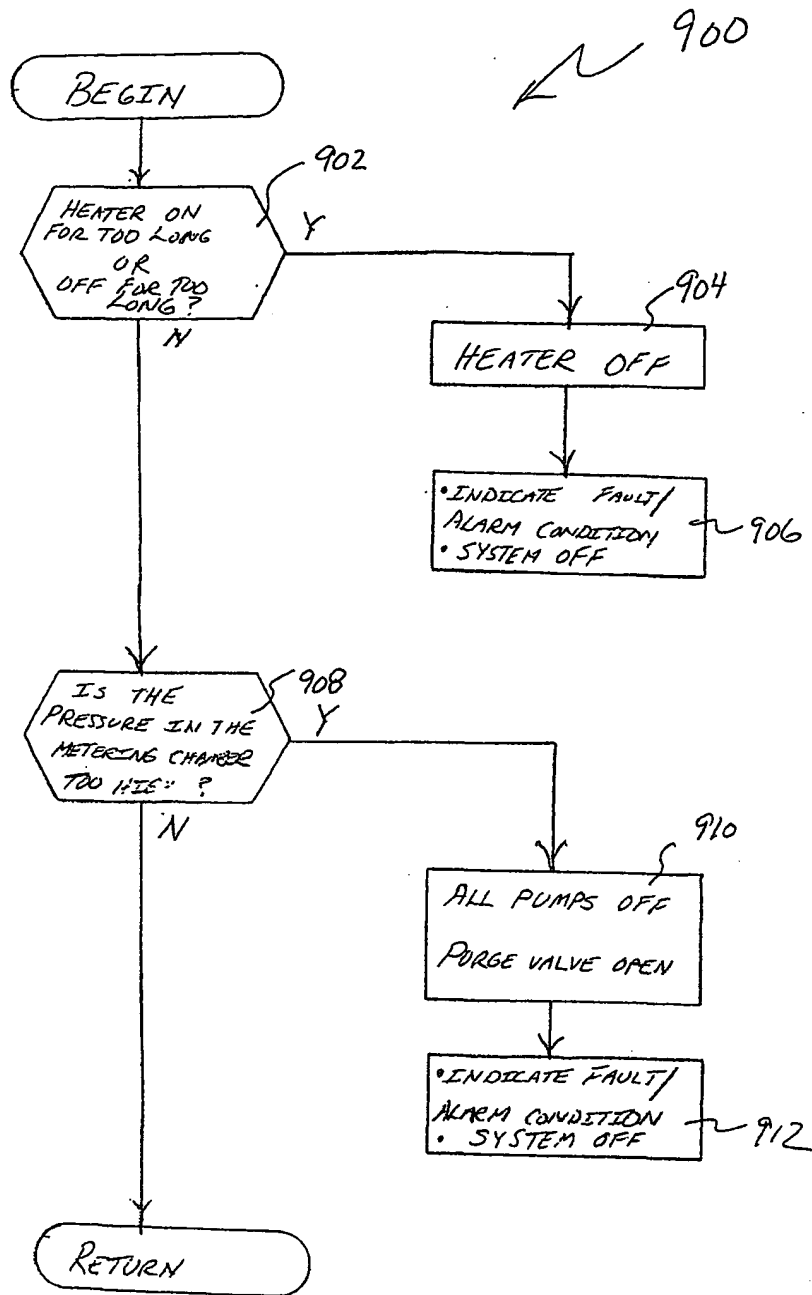 900
BEGIN
902
HEATER ON
FOR TOO LONG
OR
OFF FOR TOO
LONG?
Y
N
904
HEATER OFF
• INDICATE FAULT/
ALARM CONDITION
• SYSTEM OFF
906
908
IS THE
PRESSURE IN THE
METERING CHAMBER
TOO ?
Y
N
910
ALL PUMPS OFF
PURGE VALVE OPEN
• INDICATE FAULT/
ALARM CONDITION
• SYSTEM OFF
912
RETURN